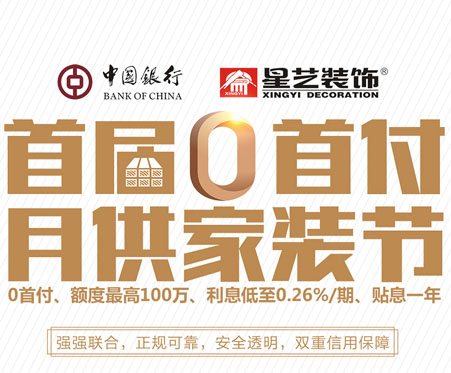 中国银行
BANK OF CHINA
XINGYI
星艺装饰®
XINGYI DECORATION
首届0首付
月供家装节
0首付、额度最高100万、利息低至0.26%/期、贴息一年
强强联合，正规可靠，安全透明，双重信用保障